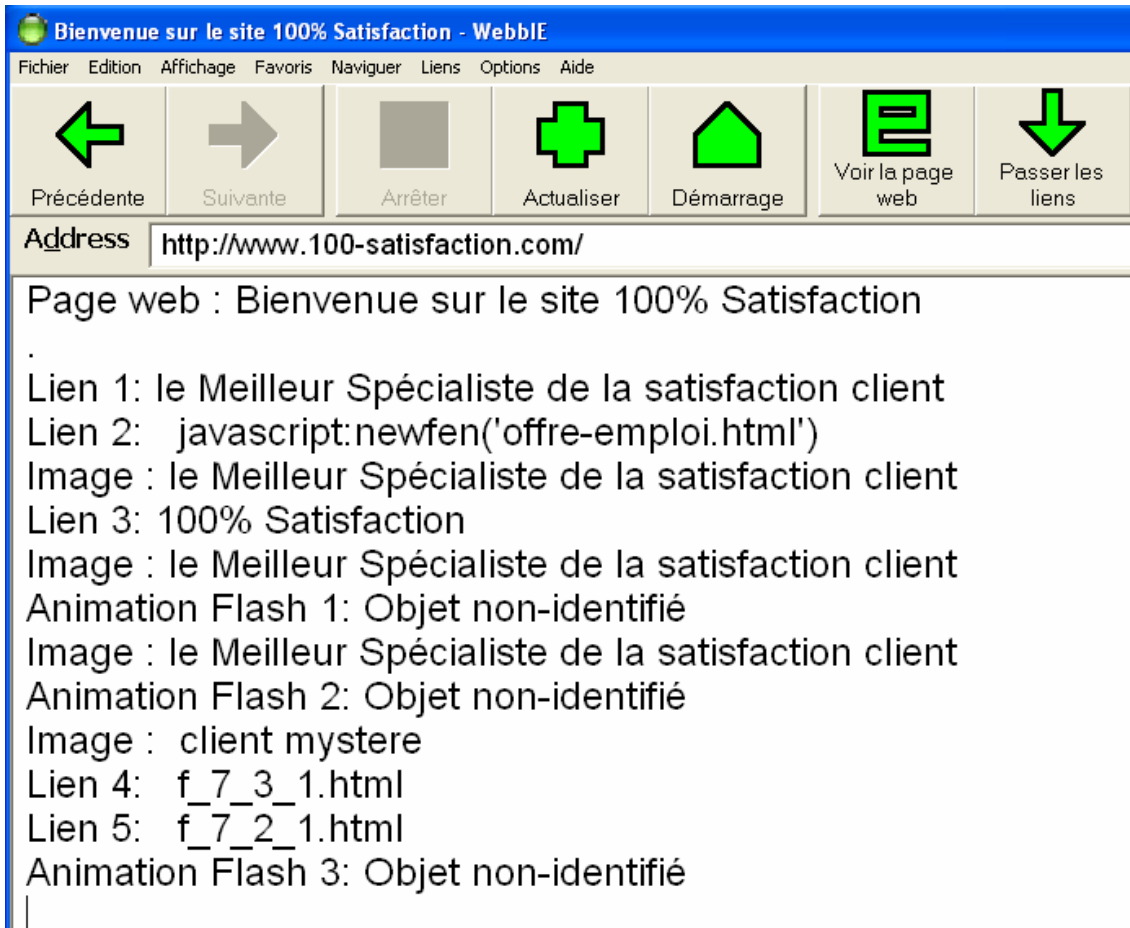 Bienvenue sur le site 100% Satisfaction - WebbIE
Fichier Edition Affichage Favoris Naviguer Liens Options Aide
Précédente Suivante Arrêter Actualiser Démarrage Voir la page web Passer les liens
Address http://www.100-satisfaction.com/
Page web : Bienvenue sur le site 100% Satisfaction
.
Lien 1: le Meilleur Spécialiste de la satisfaction client
Lien 2: javascript:newfen('offre-emploi.html')
Image : le Meilleur Spécialiste de la satisfaction client
Lien 3: 100% Satisfaction
Image : le Meilleur Spécialiste de la satisfaction client
Animation Flash 1: Objet non-identifié
Image : le Meilleur Spécialiste de la satisfaction client
Animation Flash 2: Objet non-identifié
Image : client mystere
Lien 4: f_7_3_1.html
Lien 5: f_7_2_1.html
Animation Flash 3: Objet non-identifié